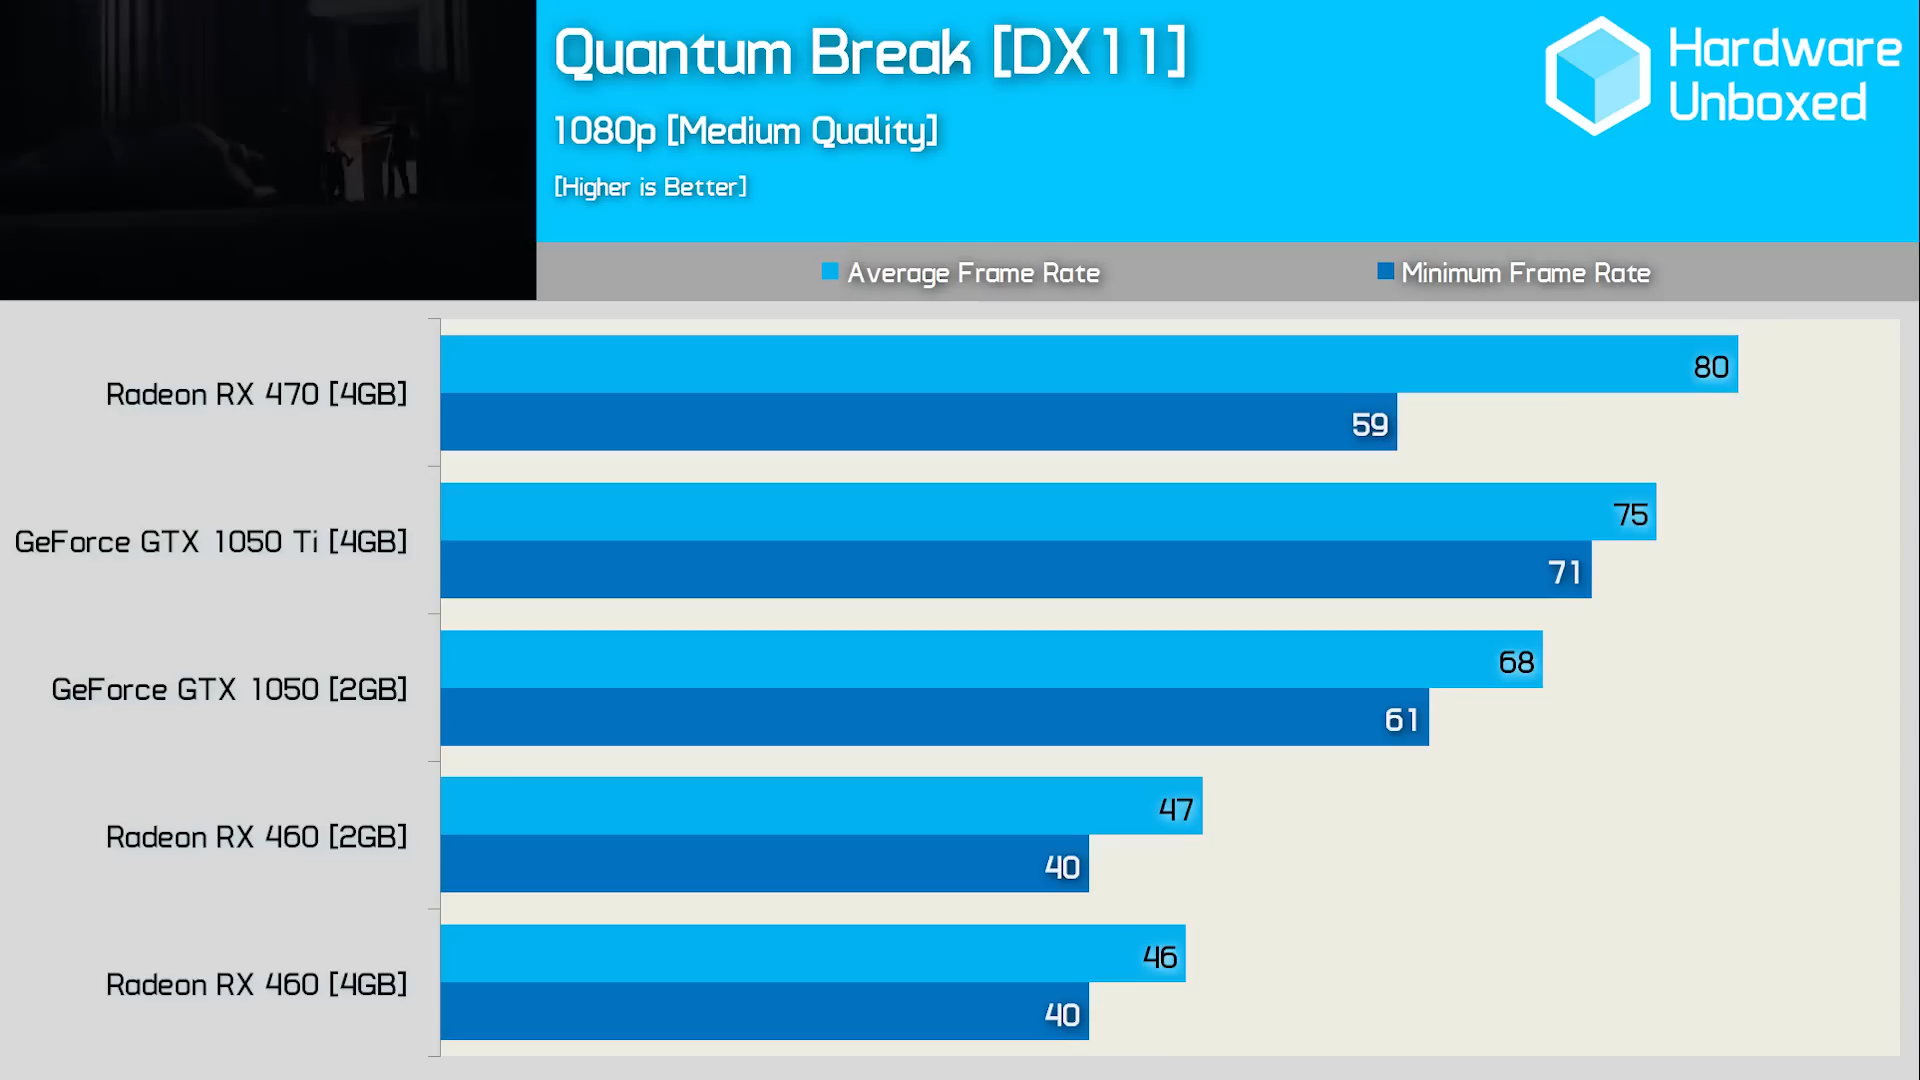 Quantum Break [DX11]
1080p [Medium Quality]
[Higher is Better]
Hardware
Unboxed
Average Frame Rate
Minimum Frame Rate
Radeon RX 470 [4GB]
80
59
GeForce GTX 1050 Ti [4GB]
75
71
GeForce GTX 1050 [2GB]
68
61
Radeon RX 460 [2GB]
47
40
Radeon RX 460 [4GB]
46
40